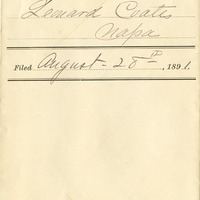 Leonard Coates
Napa
Filed August - 28th, 1891.